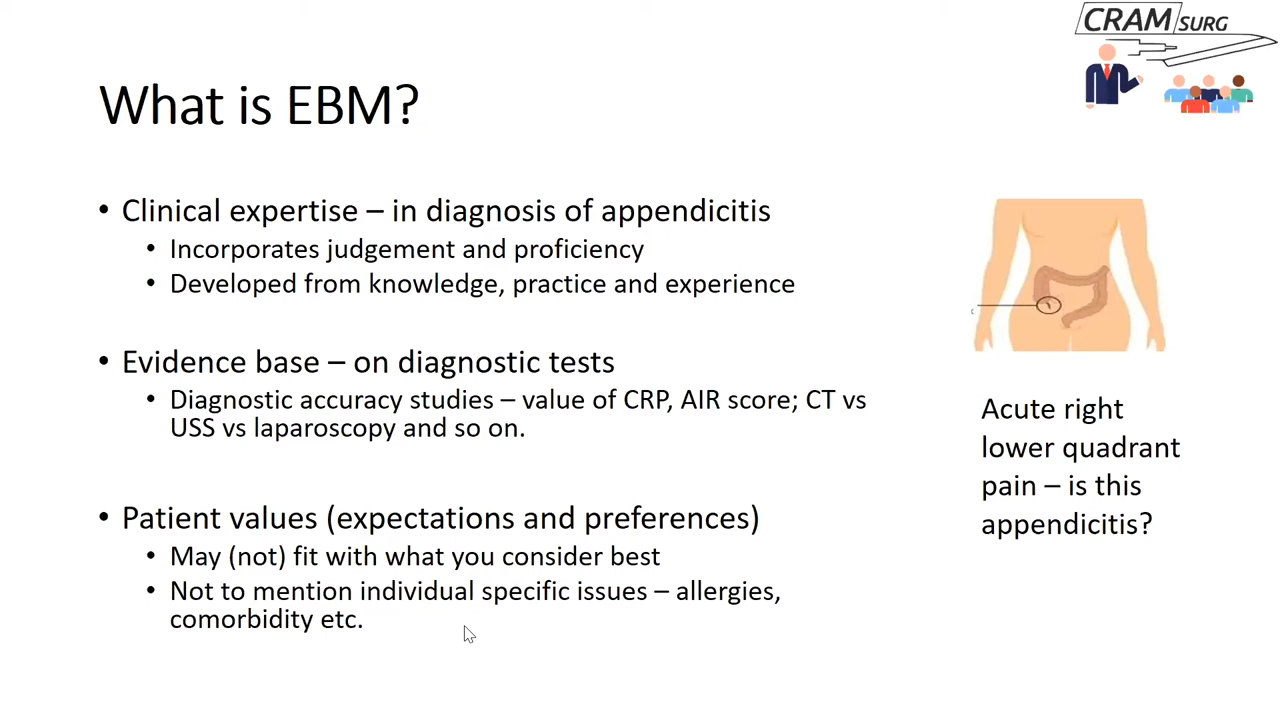 CRAM SURG
What is EBM?
• Clinical expertise – in diagnosis of appendicitis
• Incorporates judgement and proficiency
• Developed from knowledge, practice and experience
• Evidence base – on diagnostic tests
• Diagnostic accuracy studies – value of CRP, AIR score; CT vs
USS vs laparoscopy and so on.
• Patient values (expectations and preferences)
• May (not) fit with what you consider best
• Not to mention individual specific issues – allergies,
comorbidity etc.
Acute right
lower quadrant
pain – is this
appendicitis?